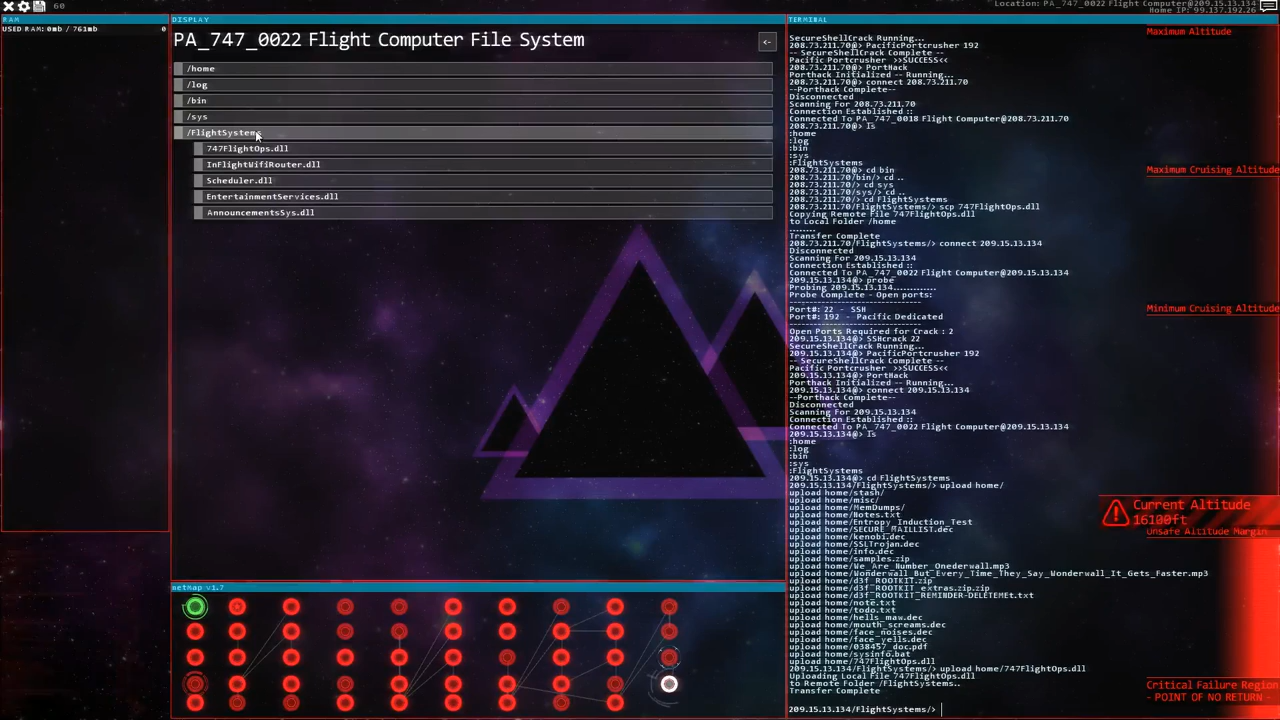 60
Location: PA_747_0022 Flight Computer@209.15.13.134
Home IP: 99.137.192.26
RAM
USED RAM: 0mb / 761mb
0
DISPLAY
PA_747_0022 Flight Computer File System
<-
/home
/log
/bin
/sys
/FlightSystems
747FlightOps.dll
InFlightWifiRouter.dll
Scheduler.dll
EntertainmentServices.dll
AnnouncementsSys.dll
netMap v1.7
TERMINAL
SecureShellCrack Running...
208.73.211.70@> PacificPortcrusher 192
-- SecureShellCrack Complete --
Pacific Portcrusher  >>SUCCESS<<
208.73.211.70@> PortHack
Porthack Initialized -- Running...
208.73.211.70@> connect 208.73.211.70
--Porthack Complete--
Disconnected
Scanning For 208.73.211.70
Connection Established ::
Connected To PA_747_0018 Flight Computer@208.73.211.70
208.73.211.70@> ls
:home
:log
:bin
:sys
:FlightSystems
208.73.211.70@> cd bin
208.73.211.70/bin/> cd ..
208.73.211.70/> cd sys
208.73.211.70/sys/> cd ..
208.73.211.70/> cd FlightSystems
208.73.211.70/FlightSystems/> scp 747FlightOps.dll
Copying Remote File 747FlightOps.dll
to Local Folder /home
........
Transfer Complete
208.73.211.70/FlightSystems/> connect 209.15.13.134
Disconnected
Scanning For 209.15.13.134
Connection Established ::
Connected To PA_747_0022 Flight Computer@209.15.13.134
209.15.13.134@> probe
Probing 209.15.13.134.............
Probe Complete - Open ports:
---------------------------------
Port#: 22 -  SSH
Port#: 192 -  Pacific Dedicated
---------------------------------
Open Ports Required for Crack : 2
209.15.13.134@> SSHcrack 22
SecureShellCrack Running...
209.15.13.134@> PacificPortcrusher 192
-- SecureShellCrack Complete --
Pacific Portcrusher  >>SUCCESS<<
209.15.13.134@> PortHack
Porthack Initialized -- Running...
209.15.13.134@> connect 209.15.13.134
--Porthack Complete--
Disconnected
Scanning For 209.15.13.134
Connection Established ::
Connected To PA_747_0022 Flight Computer@209.15.13.134
209.15.13.134@> ls
:home
:log
:bin
:sys
:FlightSystems
209.15.13.134@> cd FlightSystems
209.15.13.134/FlightSystems/> upload home/
upload home/stash/
upload home/misc/
upload home/MemDumps/
upload home/Notes.txt
upload home/Entropy_Induction_Test
upload home/SECURE_MAILLIST.dec
upload home/kenobi.dec
upload home/SSLTrojan.dec
upload home/info.dec
upload home/samples.zip
upload home/We_Are_Number_Onederwall.mp3
upload home/Wonderwall_But_Every_Time_They_Say_Wonderwall_It_Gets_Faster.mp3
upload home/d3f_ROOTKIT.zip
upload home/d3f_ROOTKIT_extras.zip.zip
upload home/d3f_ROOTKIT_REMINDER-DELETEMEt.txt
upload home/note.txt
upload home/todo.txt
upload home/hells_maw.dec
upload home/mouth_screams.dec
upload home/face_noises.dec
upload home/face_yells.dec
upload home/038457_doc.pdf
upload home/sysinfo.bat
upload home/747FlightOps.dll
209.15.13.134/FlightSystems/> upload home/747FlightOps.dll
Uploading Local File 747FlightOps.dll
to Remote Folder /FlightSystems..
Transfer Complete
209.15.13.134/FlightSystems/>
Maximum Altitude
Maximum Cruising Altitude
Minimum Cruising Altitude
Current Altitude
16100ft
Unsafe Altitude Margin
Critical Failure Region
- POINT OF NO RETURN -